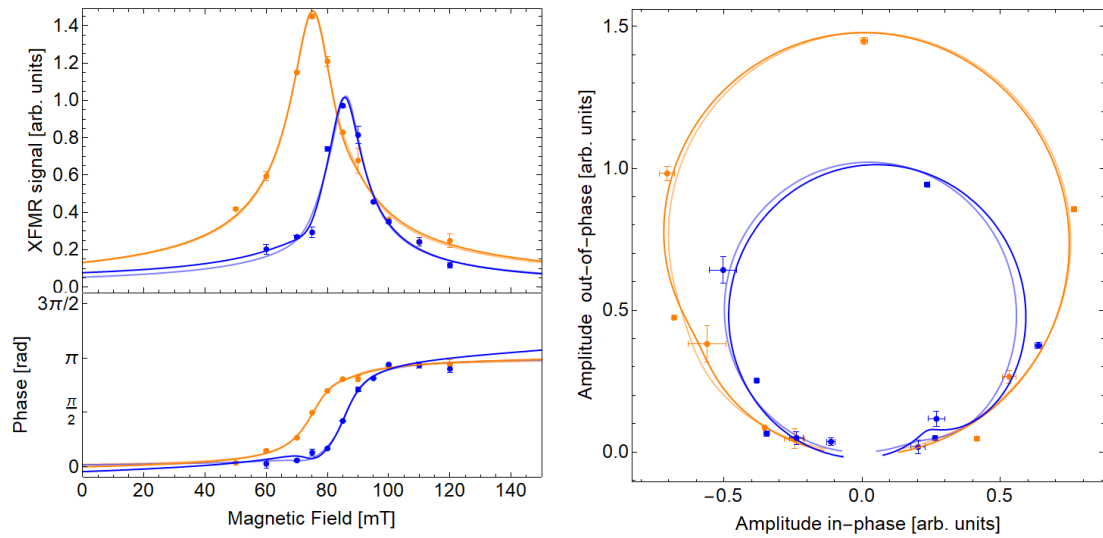 1.4
1.2
1.0
0.8
0.6
0.4
0.2
0.0
XFMR signal [arb. units]
3π/2
π
π/2
0
Phase [rad]
0 20 40 60 80 100 120 140
Magnetic Field [mT]
1.5
1.0
0.5
0.0
Amplitude out-of-phase [arb. units]
-0.5 0.0 0.5
Amplitude in-phase [arb. units]